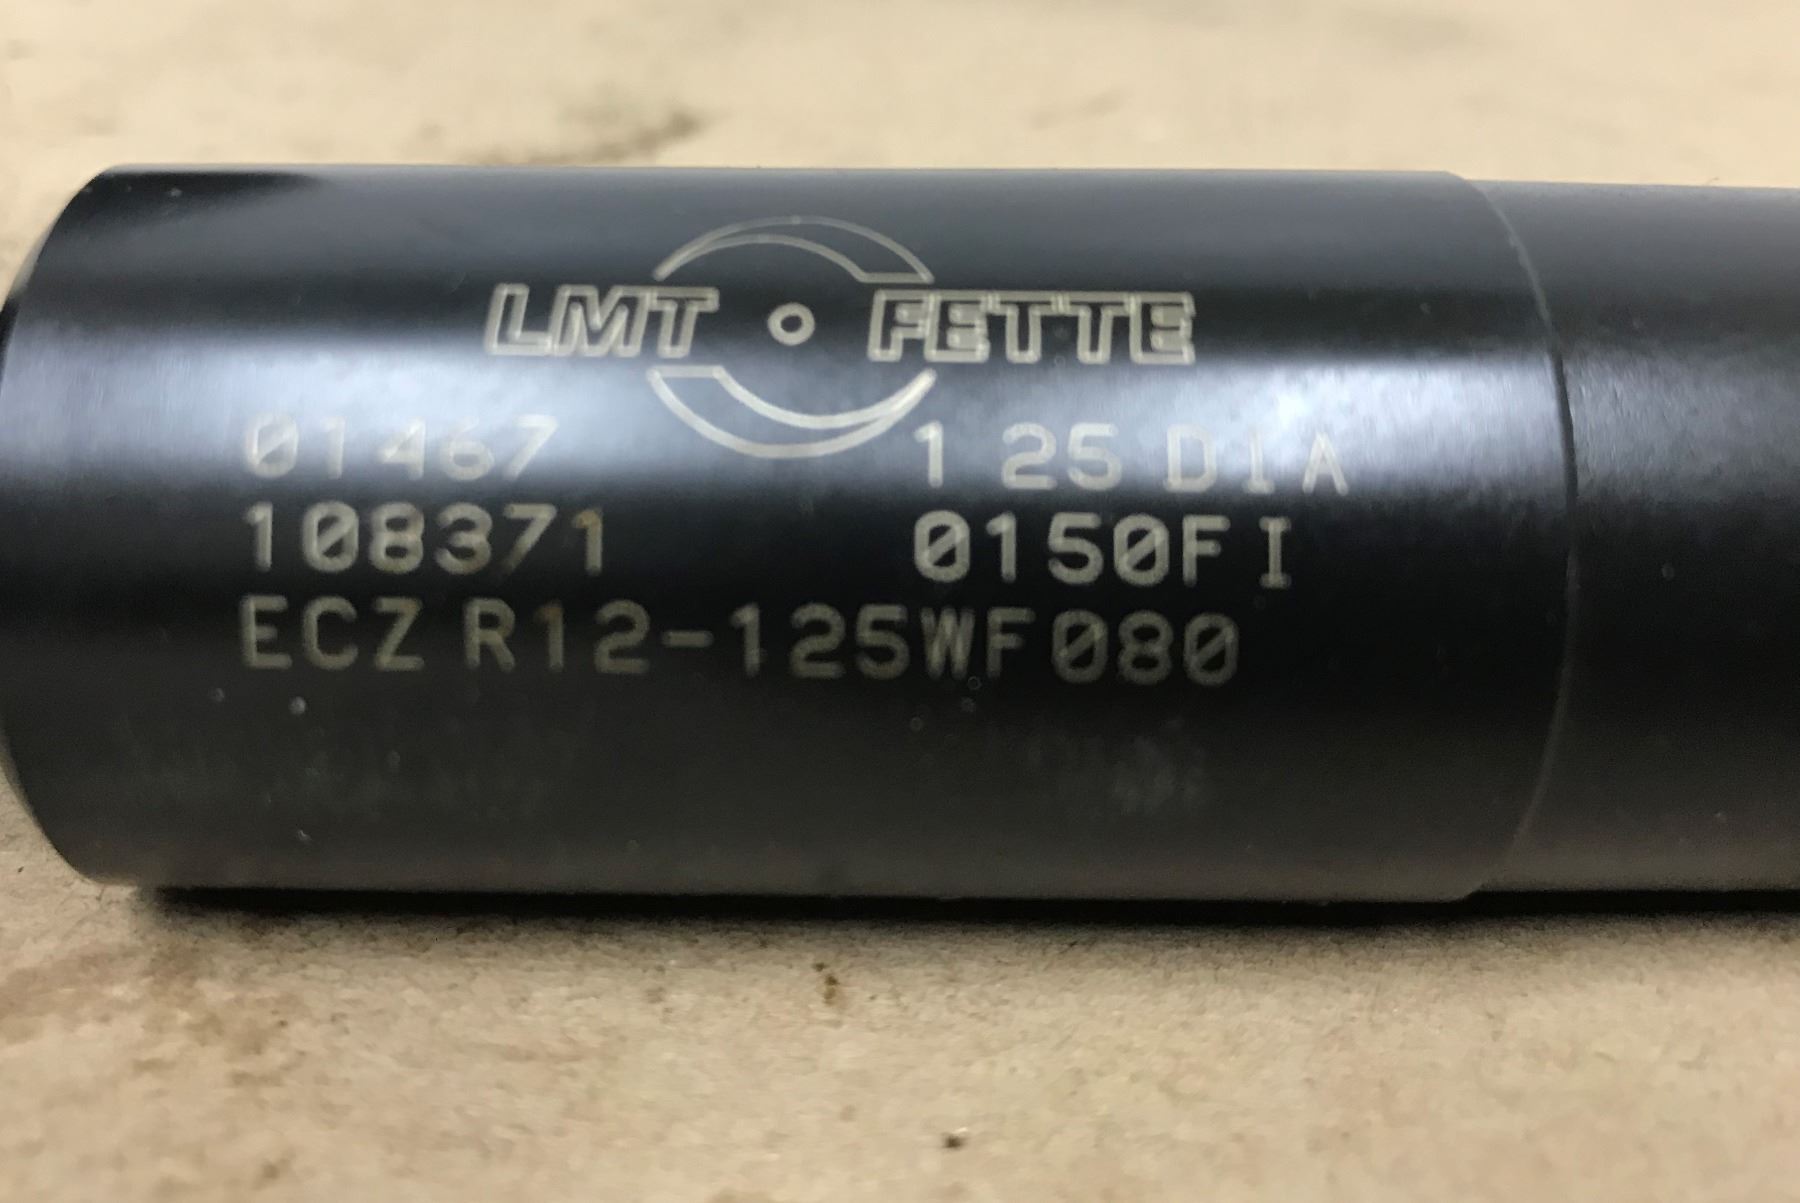 LMT FETTE
01467 1 25 DIA
108371 0150FI
ECZ R12-125WF080